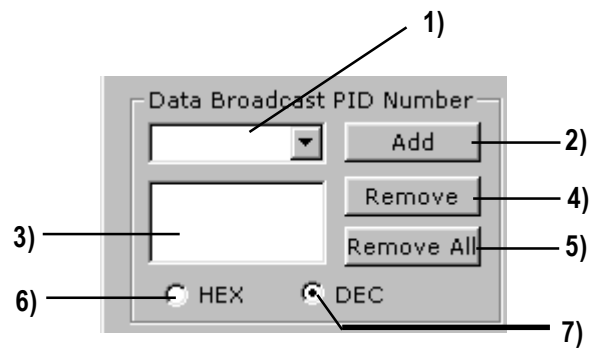 1)
Data Broadcast PID Number
Add
2)
Remove
4)
3)
Remove All
5)
6)
HEX
DEC
7)